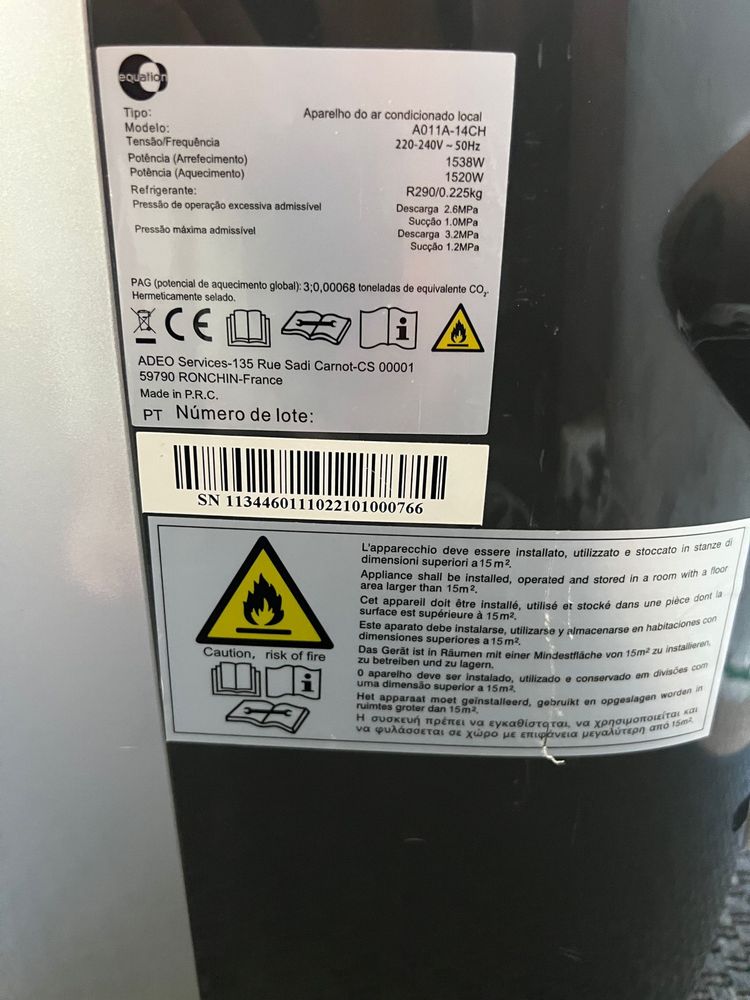 equation
Tipo: Aparelho do ar condicionado local
Modelo: A011A-14CH
Tensão/Frequência 220-240V ~ 50Hz
Potência (Arrefecimento) 1538W
Potência (Aquecimento) 1520W
Refrigerante: R290/0.225kg
Pressão de operação excessiva admissível Descarga 2.6MPa
Sucção 1.0MPa
Pressão máxima admissível Descarga 3.2MPa
Sucção 1.2MPa
PAG (potencial de aquecimento global): 3;0,00068 toneladas de equivalente CO₂.
Hermeticamente selado.
CE
ADEO Services-135 Rue Sadi Carnot-CS 00001
59790 RONCHIN-France
Made in P.R.C.
PT Número de lote:
SN 1134460111022101000766
L'apparecchio deve essere installato, utilizzato e stoccato in stanze di
dimensioni superiori a 15 m².
Appliance shall be installed, operated and stored in a room with a floor
area larger than 15m².
Cet appareil doit être installé, utilisé et stocké dans une pièce dont la
surface est supérieure à 15m².
Este aparato debe instalarse, utilizarse y almacenarse en habitaciones con
dimensiones superiores a 15 m².
Das Gerät ist in Räumen mit einer Mindestfläche von 15m² zu installieren,
zu betreiben und zu lagern.
O aparelho deve ser instalado, utilizado e conservado em divisões com
uma dimensão superior a 15m².
Het apparaat moet geïnstalleerd, gebruikt en opgeslagen worden in
ruimtes groter dan 15m².
Η συσκευή πρέπει να εγκαθίσταται, να χρησιμοποιείται και
να φυλάσσεται σε χώρο με επιφάνεια μεγαλύτερη από 15m².
Caution, risk of fire